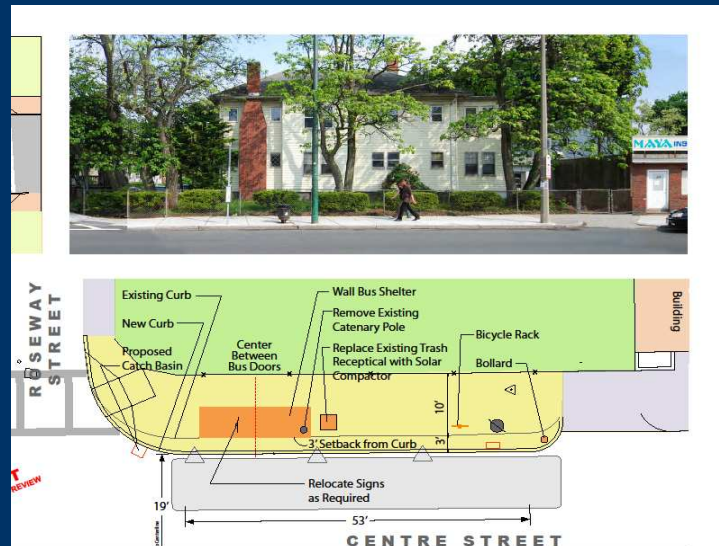 MAYA INS
ROSEWAY
STREET
Existing Curb
New Curb
Proposed
Catch Basin
Center
Between
Bus Doors
Wall Bus Shelter
Remove Existing
Catenary Pole
Replace Existing Trash
Receptical with Solar
Compactor
Bicycle Rack
Bollard
Building
10'
3'
3' Setback from Curb
Relocate Signs
as Required
T
REVIEW
19'
53'
CENTRE STREET